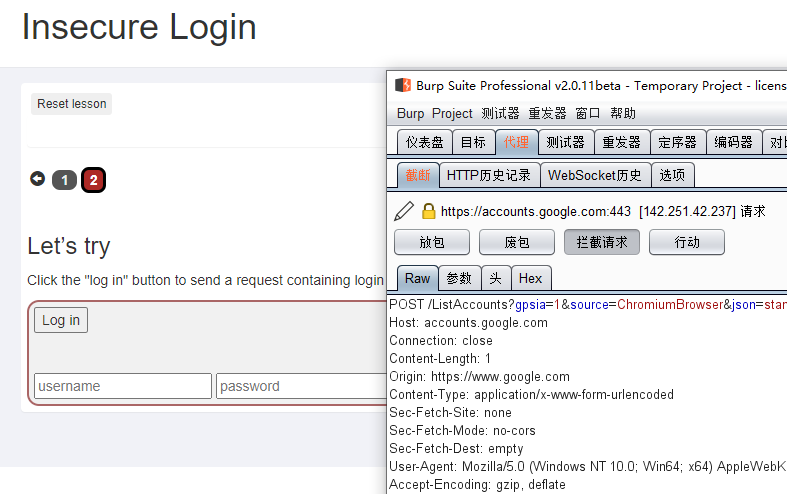 Insecure Login
Reset lesson
1 2
Let's try
Click the "log in" button to send a request containing login
Log in
username password
Burp Suite Professional v2.0.11beta - Temporary Project - licens
Burp Project 测试器 重发器 窗口 帮助
仪表盘 目标 代理 测试器 重发器 定序器 编码器 对比
截断 HTTP历史记录 WebSocket历史 选项
https://accounts.google.com:443 [142.251.42.237] 请求
放包 废包 拦截请求 行动
Raw 参数 头 Hex
POST /ListAccounts?gpsia=1&source=ChromiumBrowser&json=stan
Host: accounts.google.com
Connection: close
Content-Length: 1
Origin: https://www.google.com
Content-Type: application/x-www-form-urlencoded
Sec-Fetch-Site: none
Sec-Fetch-Mode: no-cors
Sec-Fetch-Dest: empty
User-Agent: Mozilla/5.0 (Windows NT 10.0; Win64; x64) AppleWebK
Accept-Encoding: gzip, deflate